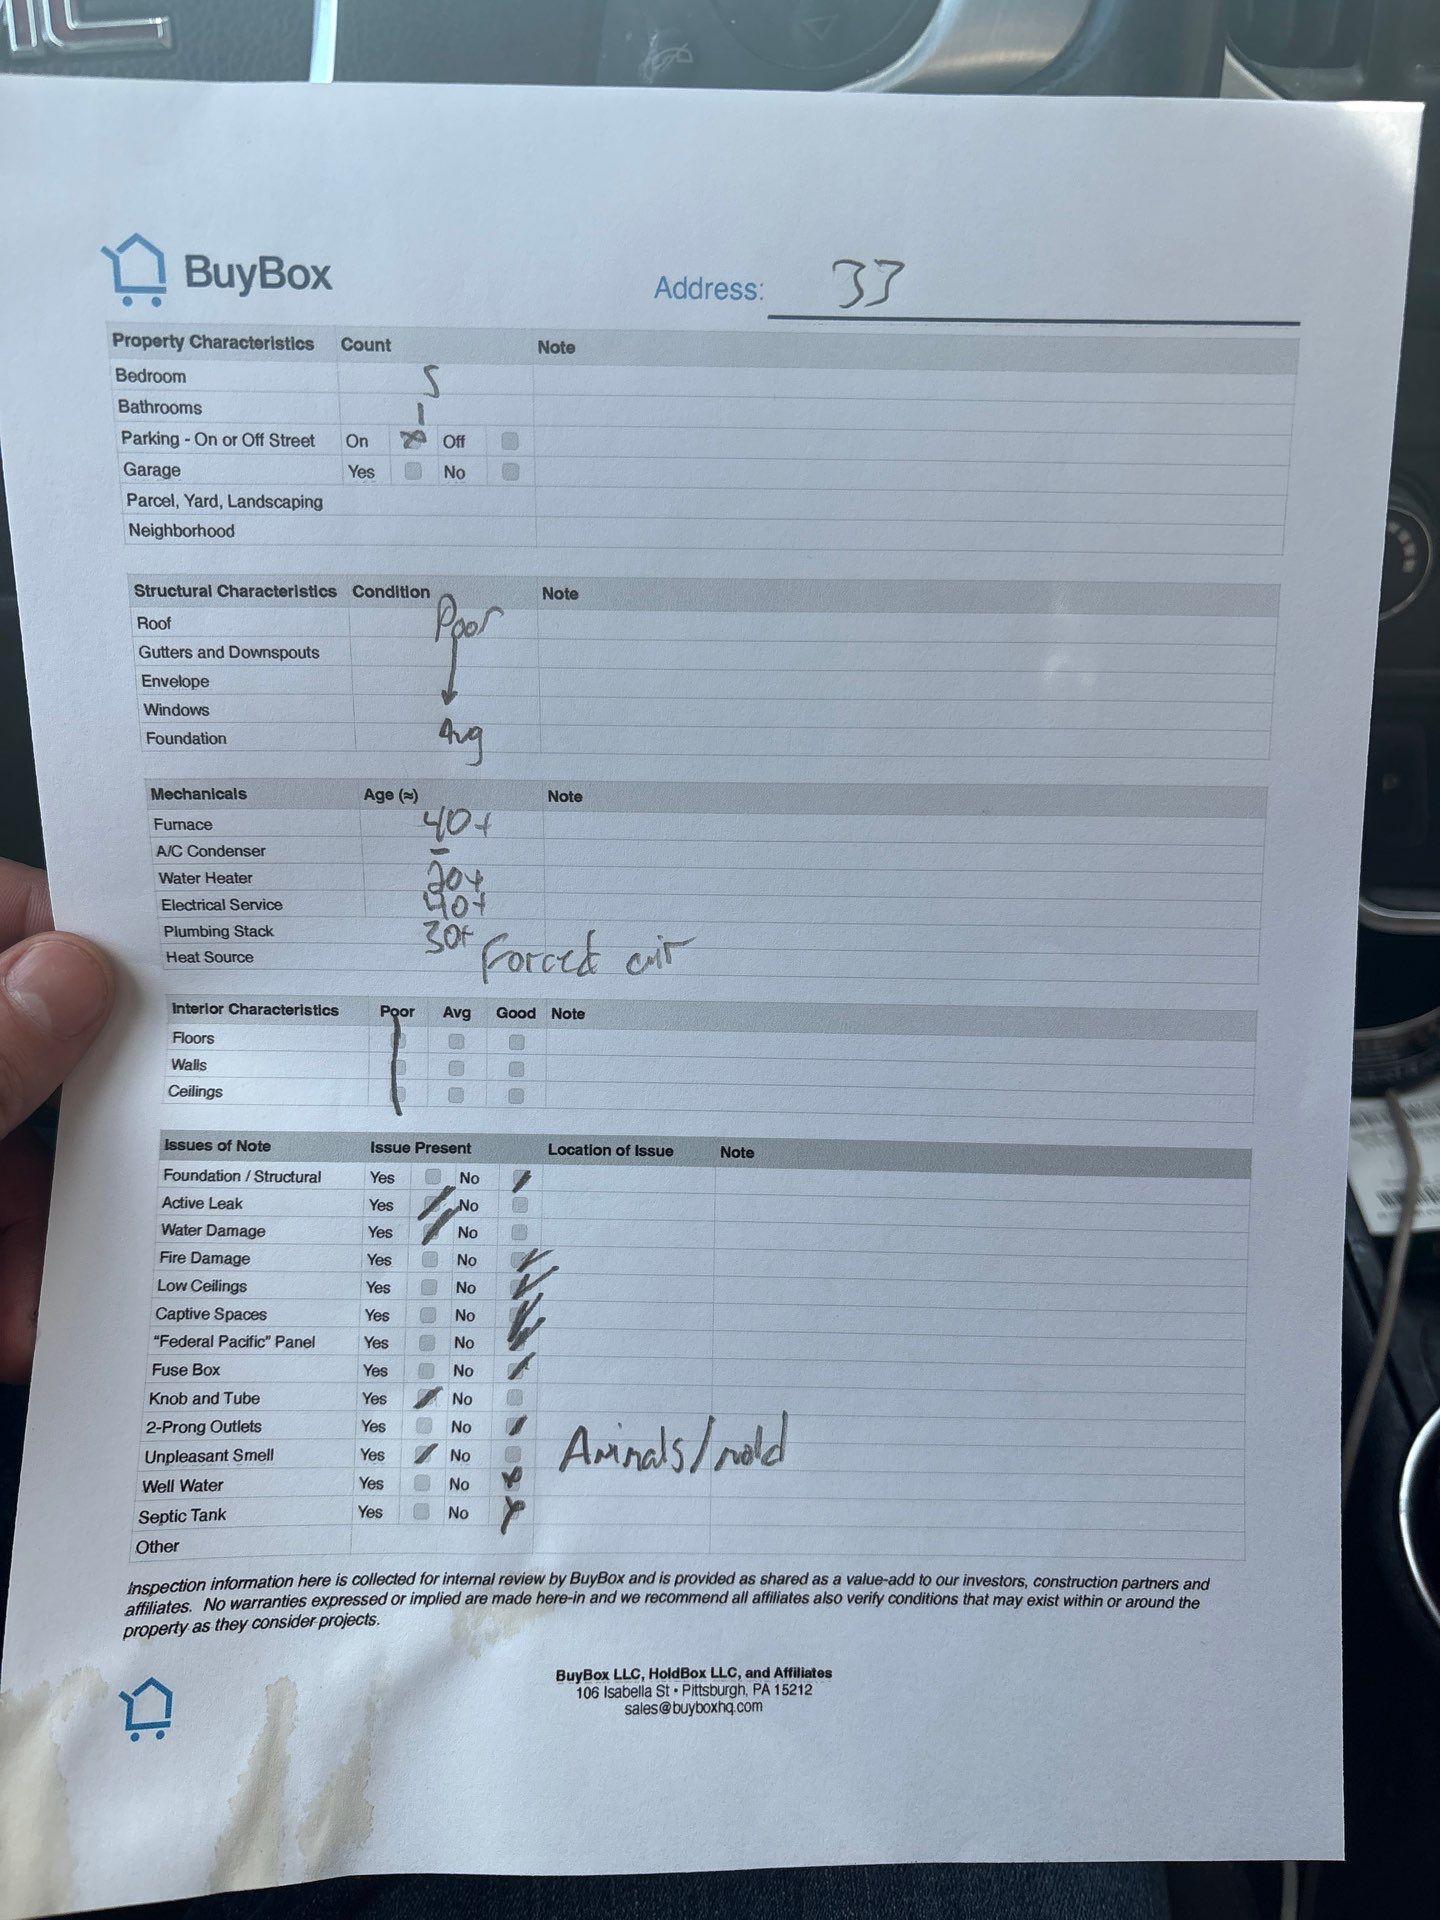 BuyBox
Address: 33
Property Characteristics Count Note
Bedroom 5
Bathrooms 1
Parking - On or Off Street On Off
Garage Yes No
Parcel, Yard, Landscaping
Neighborhood
Structural Characteristics Condition Note
Roof Poor
Gutters and Downspouts
Envelope
Windows
Foundation Avg
Mechanicals Age (≈) Note
Furnace 40+
A/C Condenser -
Water Heater 20+
Electrical Service 40+
Plumbing Stack 30+
Heat Source Forced air
Interior Characteristics Poor Avg Good Note
Floors
Walls
Ceilings
Issues of Note Issue Present Location of Issue Note
Foundation / Structural Yes No
Active Leak Yes No
Water Damage Yes No
Fire Damage Yes No
Low Ceilings Yes No
Captive Spaces Yes No
"Federal Pacific" Panel Yes No
Fuse Box Yes No
Knob and Tube Yes No
2-Prong Outlets Yes No
Unpleasant Smell Yes No Animals/mold
Well Water Yes No
Septic Tank Yes No
Other
Inspection information here is collected for internal review by BuyBox and is provided as shared as a value-add to our investors, construction partners and
affiliates. No warranties expressed or implied are made here-in and we recommend all affiliates also verify conditions that may exist within or around the
property as they consider projects.
BuyBox LLC, HoldBox LLC, and Affiliates
106 Isabella St • Pittsburgh, PA 15212
sales@buyboxhq.com